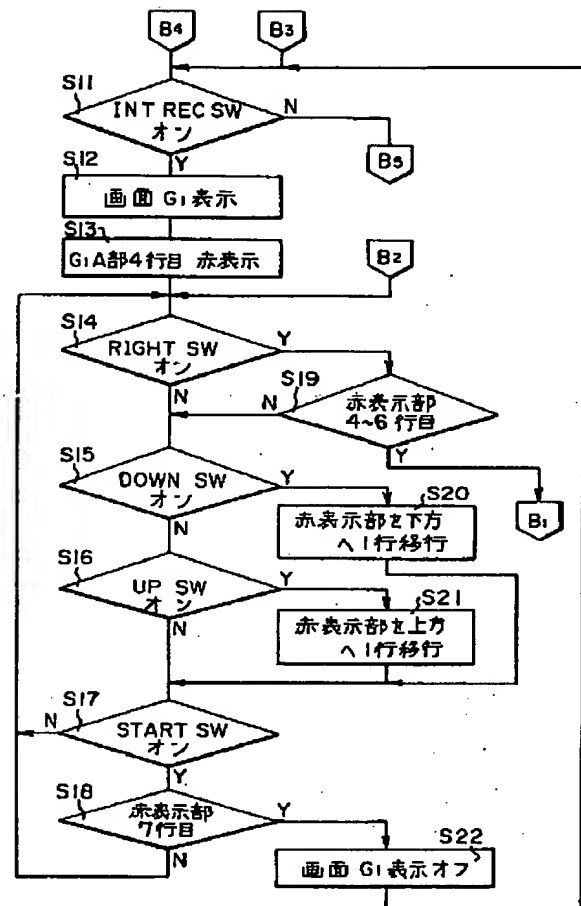 B4
B3
S11
INT REC SW
オン
N
Y
B5
S12
画面 G1表示
S13
G1A部4行目 赤表示
B2
S14
RIGHT SW
オン
Y
N
S19
赤表示部
4~6行目
N
Y
B1
S15
DOWN SW
オン
Y
N
S20
赤表示部を下方
へ1行移行
S16
UP SW
オン
Y
N
S21
赤表示部を上方
へ1行移行
S17
START SW
オン
N
Y
S18
赤表示部
7行目
Y
N
S22
画面 G1表示オフ